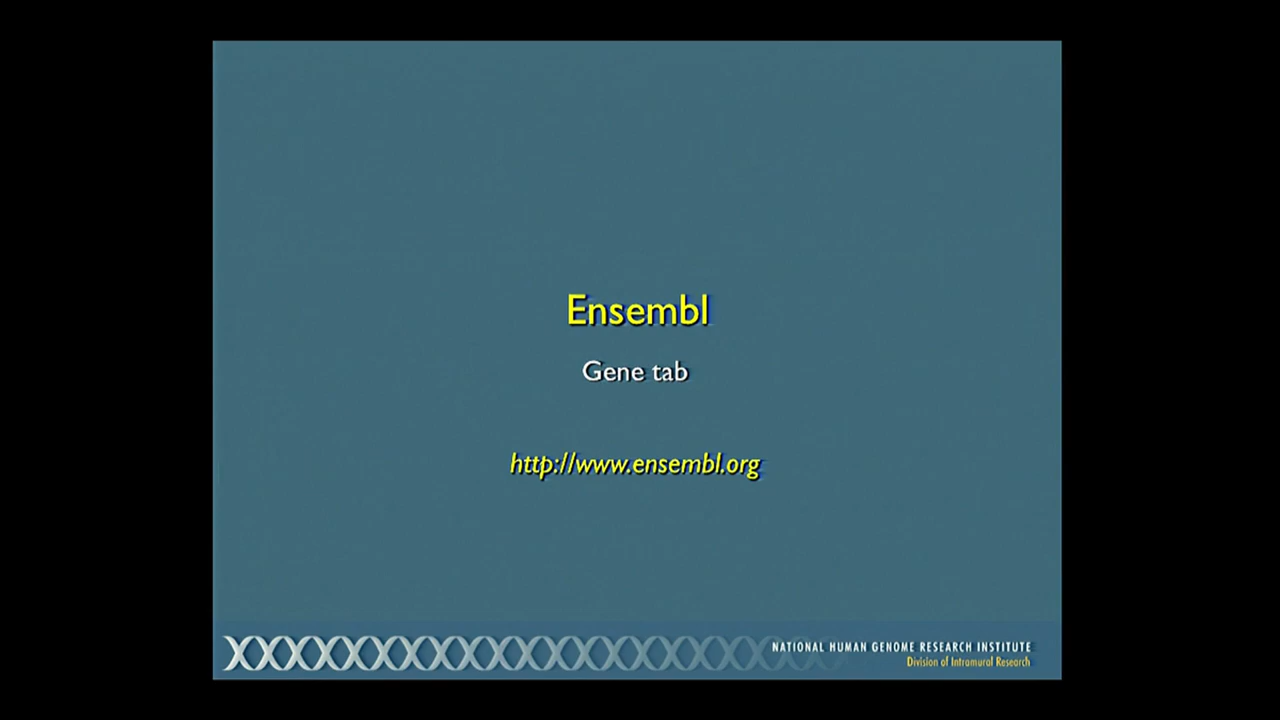 Ensembl
Gene tab
http://www.ensembl.org
NATIONAL HUMAN GENOME RESEARCH INSTITUTE
Division of Intramural Research